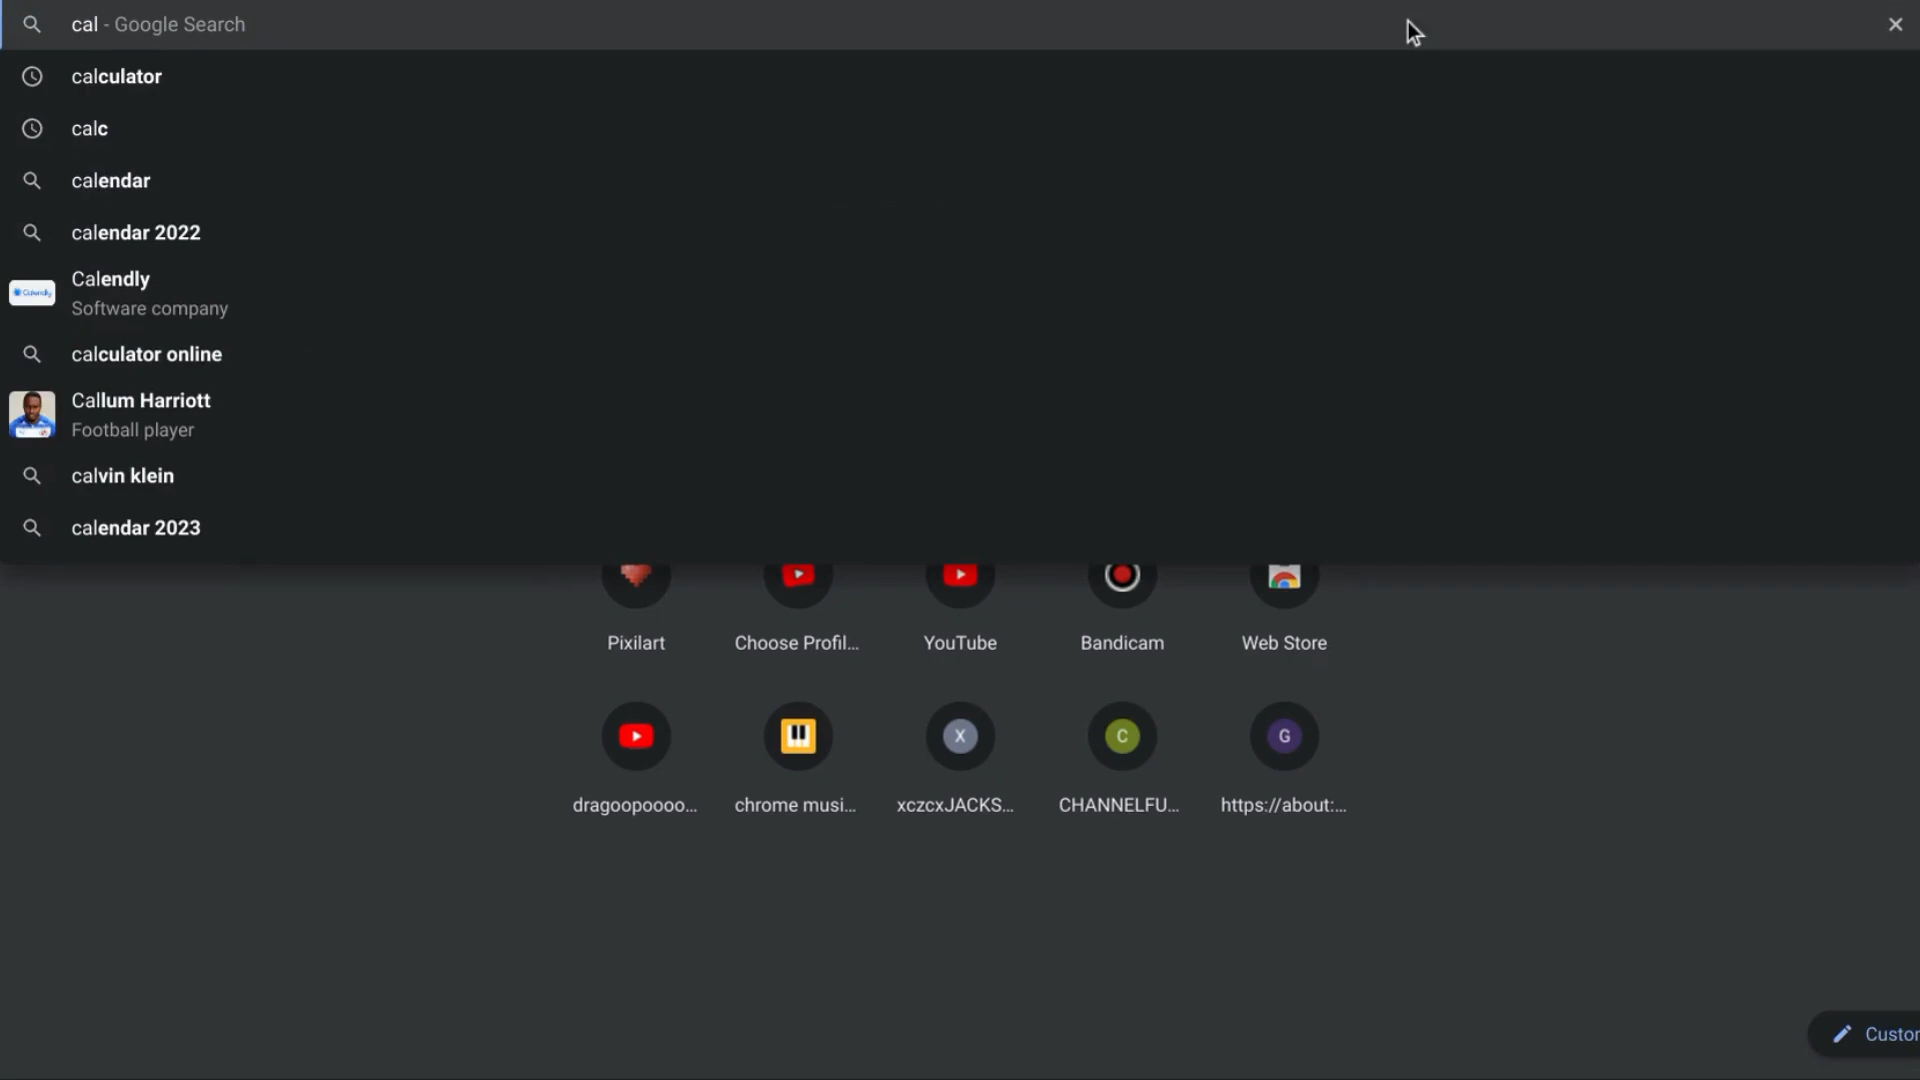 cal - Google Search
calculator
calc
calendar
calendar 2022
Calendly
Software company
calculator online
Callum Harriott
Football player
calvin klein
calendar 2023
Pixilart
Choose Profil...
YouTube
Bandicam
Web Store
X
C
G
dragoopoooo...
chrome musi...
xczcxJACKS...
CHANNELFU...
https://about:...
Custor